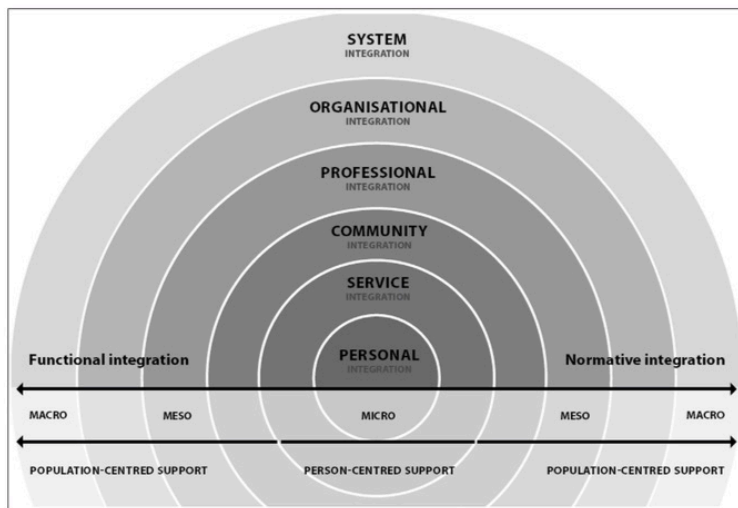 SYSTEM
INTEGRATION
ORGANISATIONAL
INTEGRATION
PROFESSIONAL
INTEGRATION
COMMUNITY
INTEGRATION
SERVICE
INTEGRATION
PERSONAL
INTEGRATION
Functional integration Normative integration
MACRO MESO MICRO MESO MACRO
POPULATION-CENTRED SUPPORT PERSON-CENTRED SUPPORT POPULATION-CENTRED SUPPORT